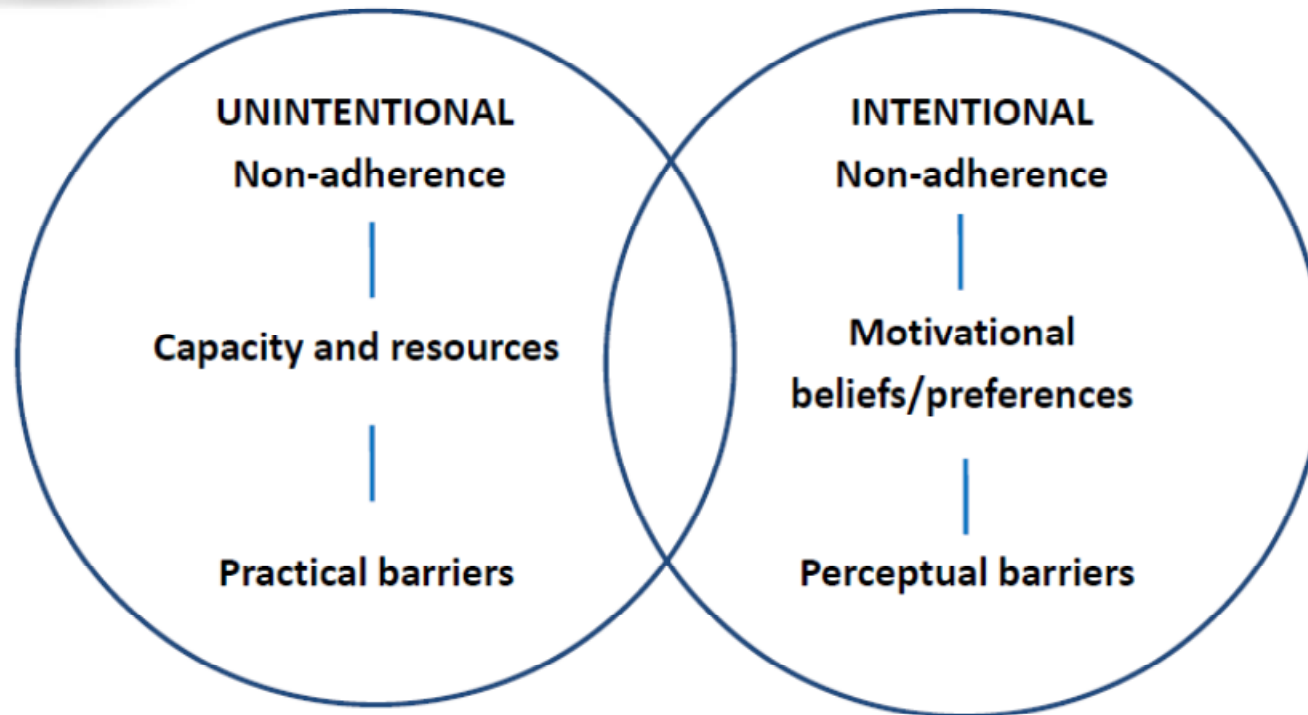 UNINTENTIONAL
Non-adherence
Capacity and resources
Practical barriers
INTENTIONAL
Non-adherence
Motivational
beliefs/preferences
Perceptual barriers